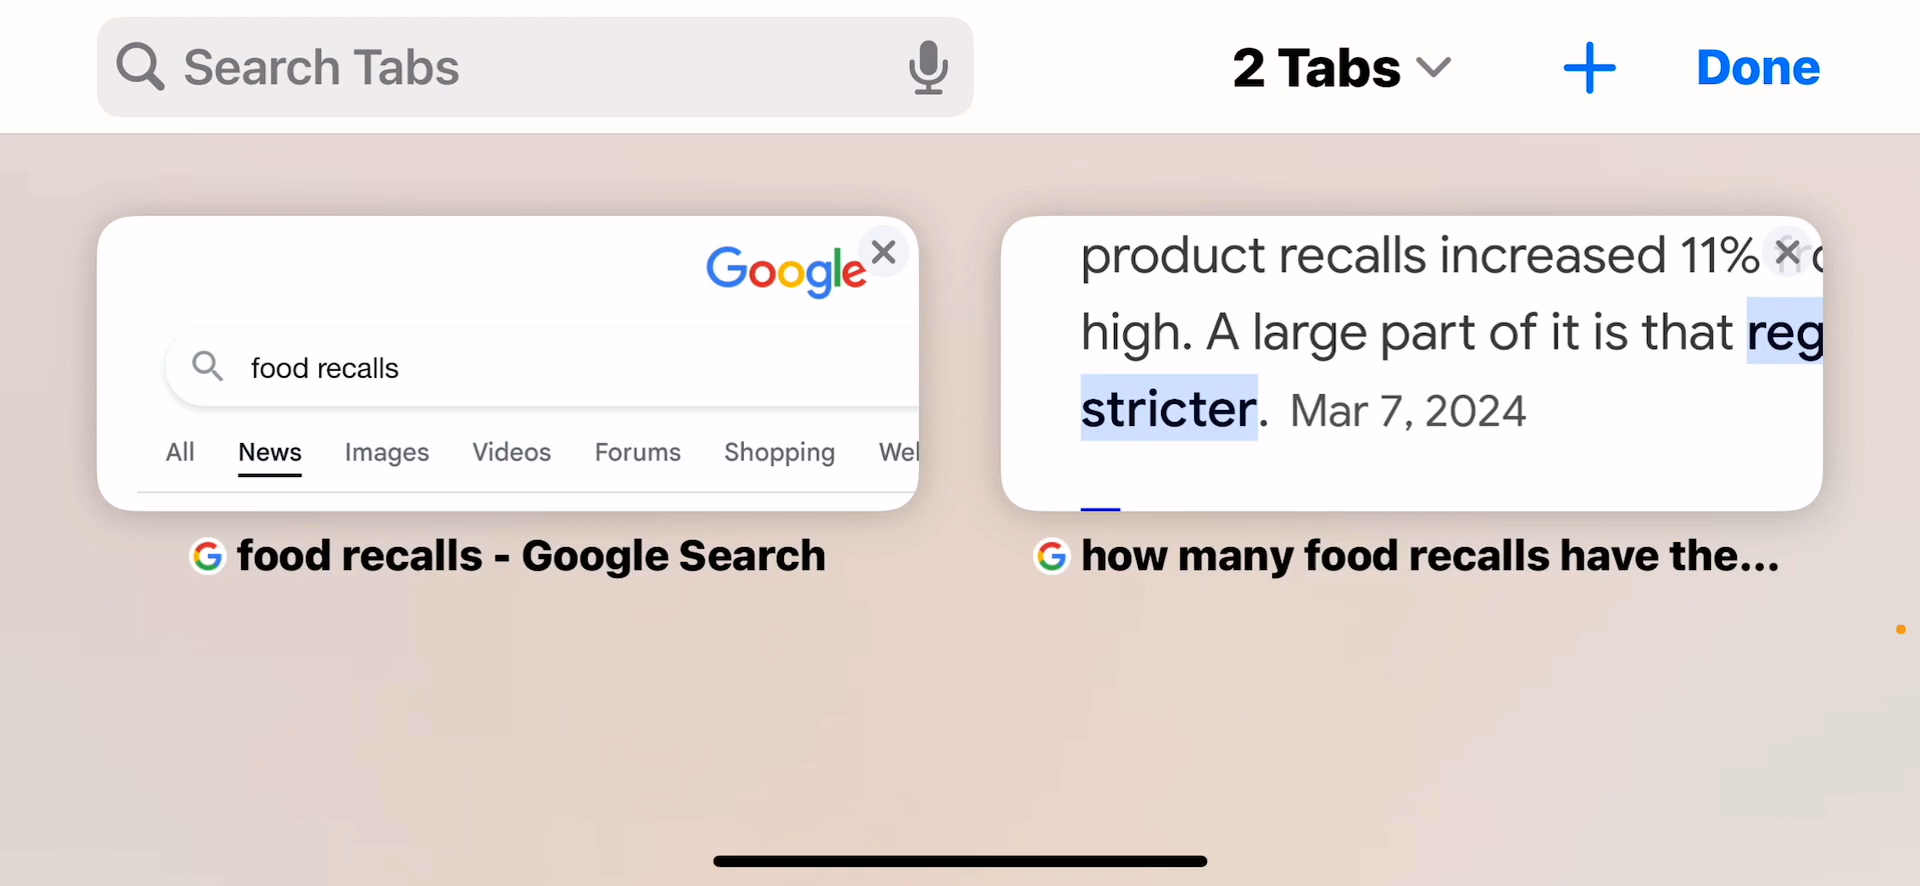 Search Tabs
2 Tabs
Done
Google
food recalls
All News Images Videos Forums Shopping
food recalls - Google Search
product recalls increased 11%
high. A large part of it is that reg
stricter. Mar 7, 2024
how many food recalls have the...